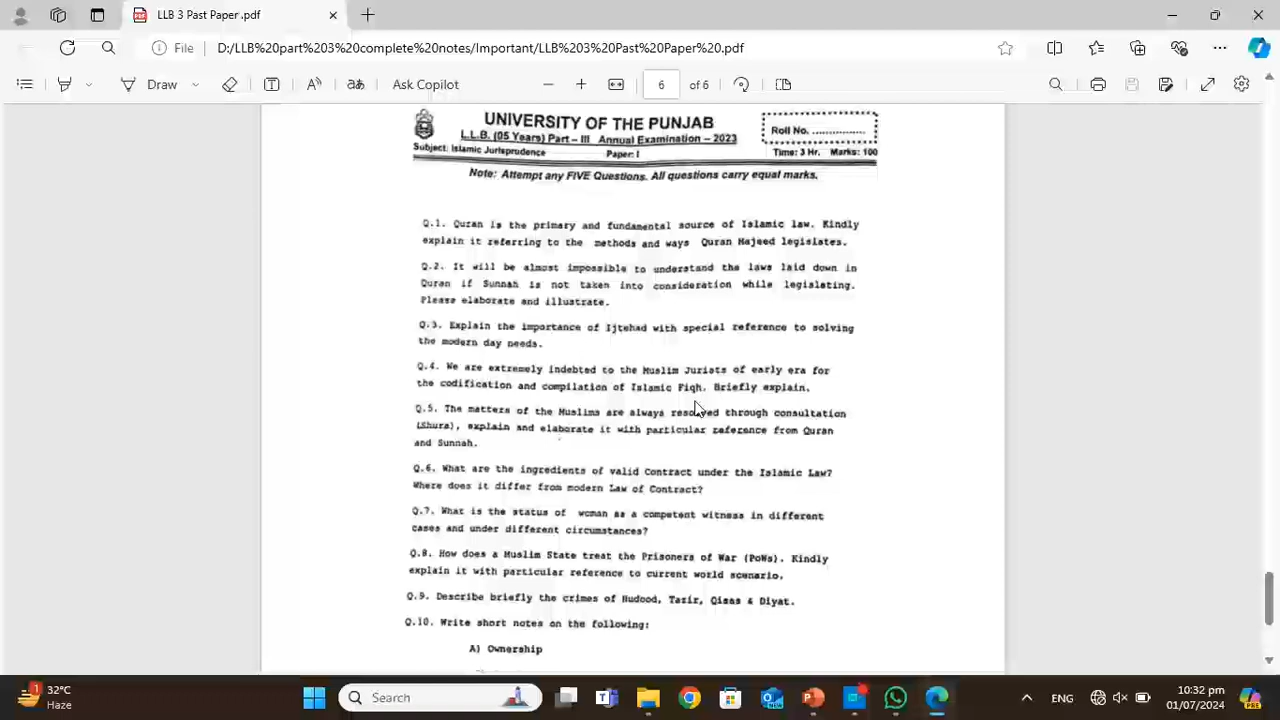 LLB 3 Past Paper .pdf
File D:/LLB%20part%203%20complete%20notes/Important/LLB%203%20Past%20Paper%20.pdf
Draw Ask Copilot 6 of 6
UNIVERSITY OF THE PUNJAB
L.L.B. (05 Years) Part – III Annual Examination – 2023
Roll No. ..............
Subject: Islamic Jurisprudence Paper: I Time: 3 Hr. Marks: 100
Note: Attempt any FIVE Questions. All questions carry equal marks.
Q.1. Quran is the primary and fundamental source of Islamic law. Kindly
explain it referring to the methods and ways Quran Majeed legislates.
Q.2. It will be almost impossible to understand the laws laid down in
Quran if Sunnah is not taken into consideration while legislating.
Please elaborate and illustrate.
Q.3. Explain the importance of Ijtehad with special reference to solving
the modern day needs.
Q.4. We are extremely indebted to the Muslim Jurists of early era for
the codification and compilation of Islamic Fiqh. Briefly explain.
Q.5. The matters of the Muslims are always resolved through consultation
(Shura), explain and elaborate it with particular reference from Quran
and Sunnah.
Q.6. What are the ingredients of valid Contract under the Islamic Law?
Where does it differ from modern Law of Contract?
Q.7. What is the status of woman as a competent witness in different
cases and under different circumstances?
Q.8. How does a Muslim State treat the Prisoners of War (PoWs). Kindly
explain it with particular reference to current world scenario.
Q.9. Describe briefly the crimes of Hudood, Tazir, Qisas & Diyat.
Q.10. Write short notes on the following:
A) Ownership
32°C
Haze
Search
ENG
10:32 pm
01/07/2024